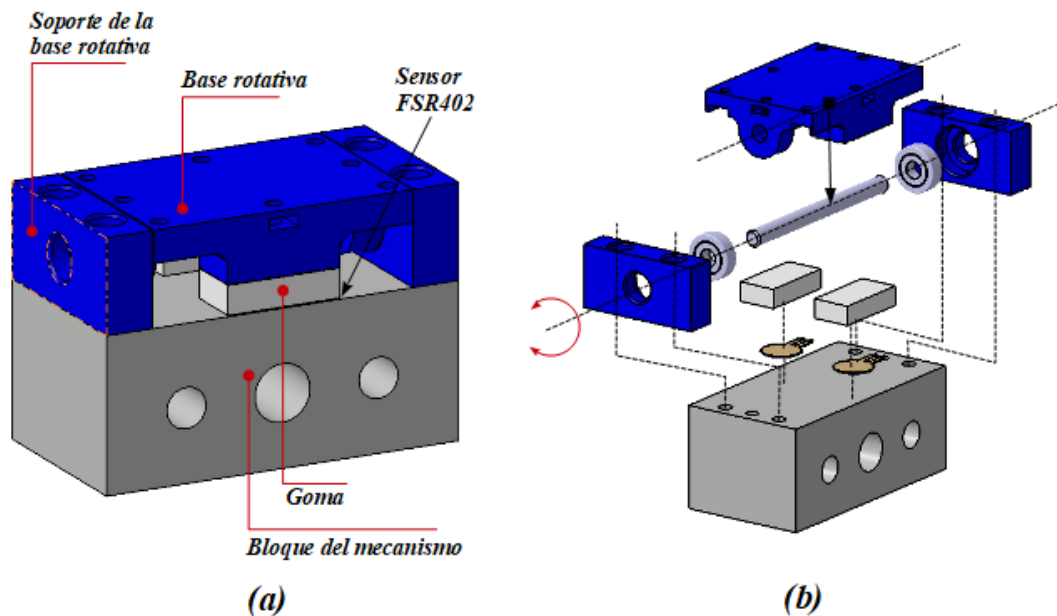 Soporte de la
base rotativa
Base rotativa
Sensor
FSR402
Goma
Bloque del mecanismo
(a)
(b)